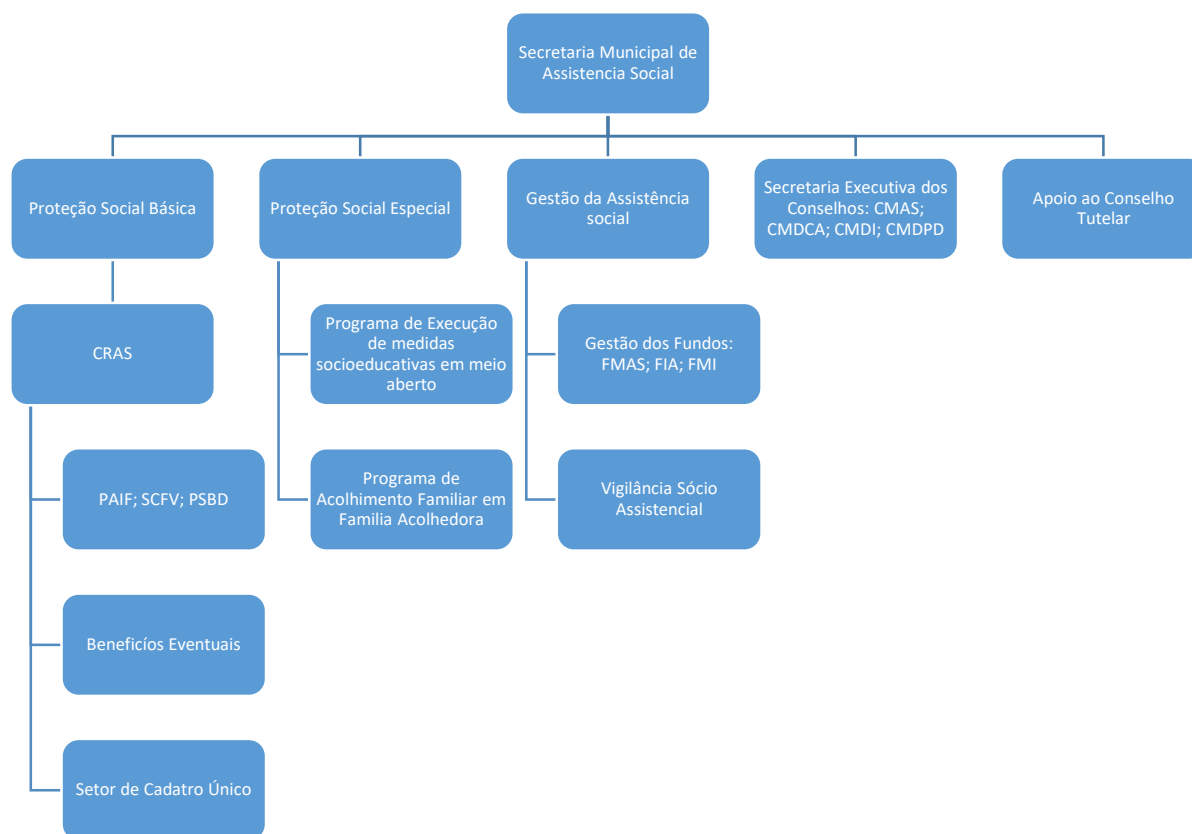 Secretaria Municipal de
Assistencia Social
Proteção Social Básica
Proteção Social Especial
Gestão da Assistência
social
Secretaria Executiva dos
Conselhos: CMAS;
CMDCA; CMDI; CMDPD
Apoio ao Conselho
Tutelar
CRAS
Programa de Execução
de medidas
socioeducativas em meio
aberto
Gestão dos Fundos:
FMAS; FIA; FMI
PAIF; SCFV; PSBD
Programa de
Acolhimento Familiar em
Familia Acolhedora
Vigilância Sócio
Assistencial
Beneficíos Eventuais
Setor de Cadatro Único